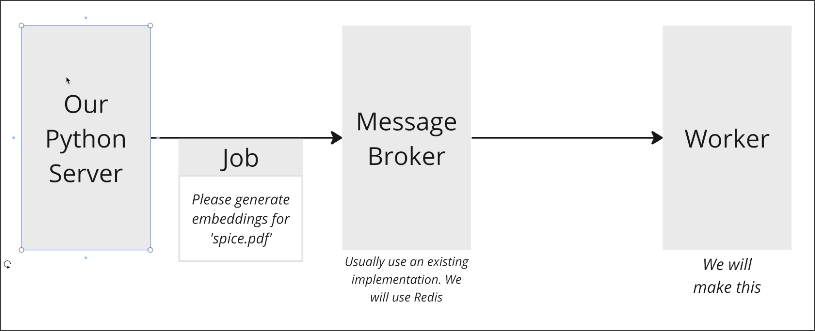 Our
Python
Server
Job
Please generate
embeddings for
'spice.pdf'
Message
Broker
Usually use an existing
implementation. We
will use Redis
Worker
We will
make this